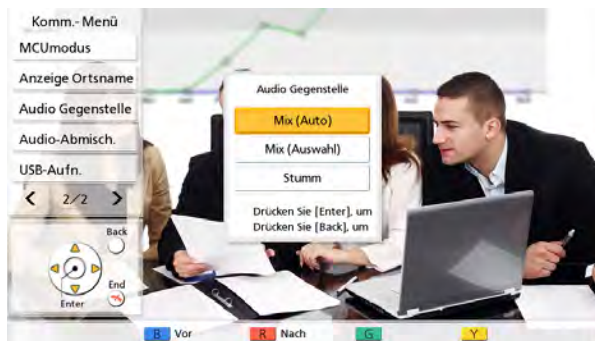 Komm.- Menü
MCUmodus
Anzeige Ortsname
Audio Gegenstelle
Audio-Abmisch.
USB-Aufn.
2/2
Back
End
Enter
Audio Gegenstelle
Mix (Auto)
Mix (Auswahl)
Stumm
Drücken Sie [Enter], um
Drücken Sie [Back], um
B Vor R Nach G Y